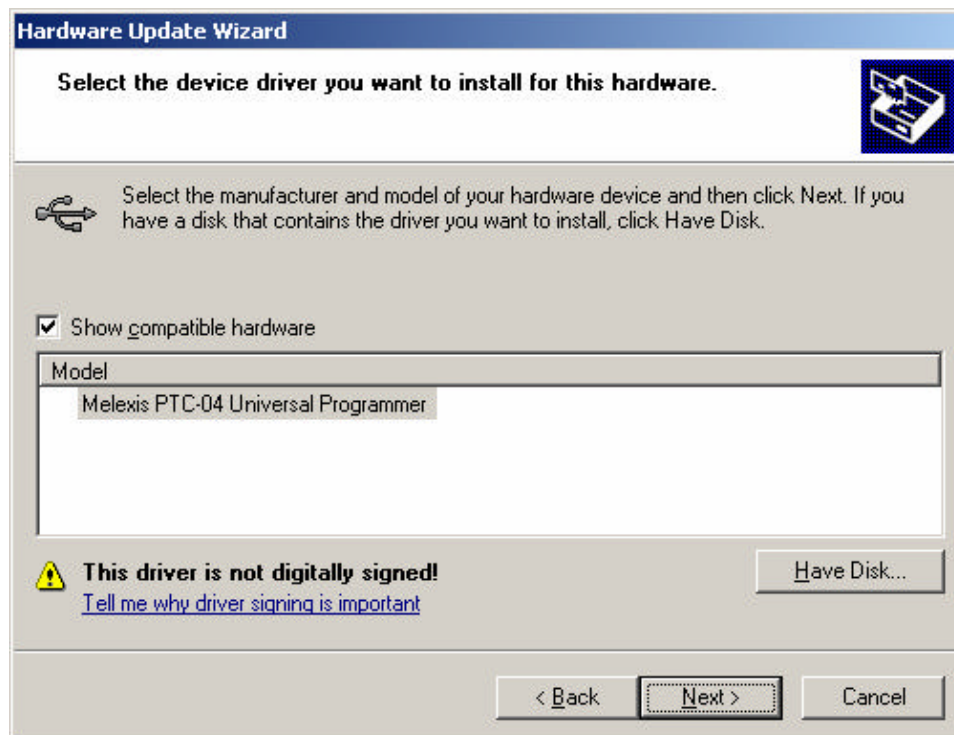 Hardware Update Wizard
Select the device driver you want to install for this hardware.
Select the manufacturer and model of your hardware device and then click Next. If you
have a disk that contains the driver you want to install, click Have Disk.
Show compatible hardware
Model
Melexis PTC-04 Universal Programmer
This driver is not digitally signed!
Have Disk...
Tell me why driver signing is important
< Back
Next >
Cancel